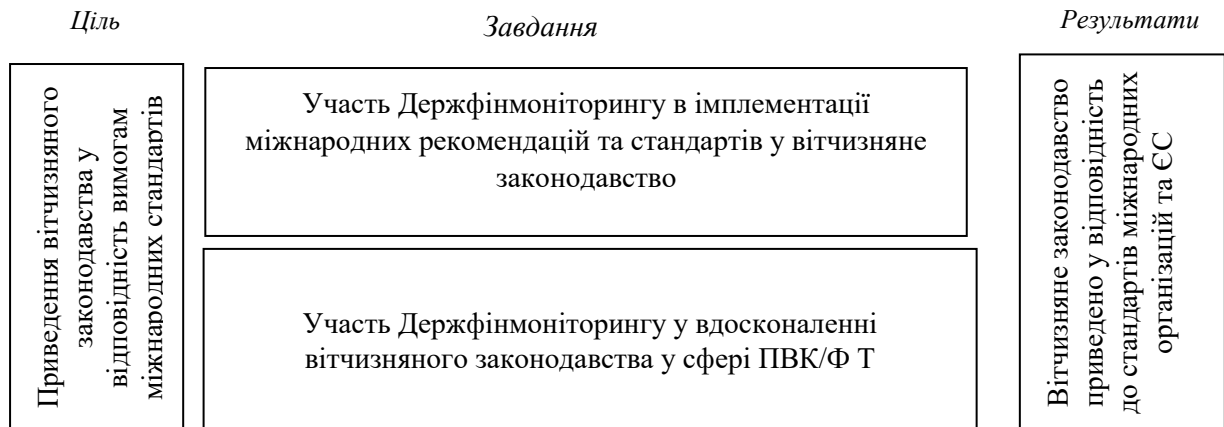 Ціль
Завдання
Результати
Приведення вітчизняного
законодавства у
відповідність вимогам
міжнародних стандартів
Участь Держфінмоніторингу в імплементації
міжнародних рекомендацій та стандартів у вітчизняне
законодавство
Участь Держфінмоніторингу у вдосконаленні
вітчизняного законодавства у сфері ПВК/Ф Т
Вітчизняне законодавство
приведено у відповідність
до стандартів міжнародних
організацій та ЄС